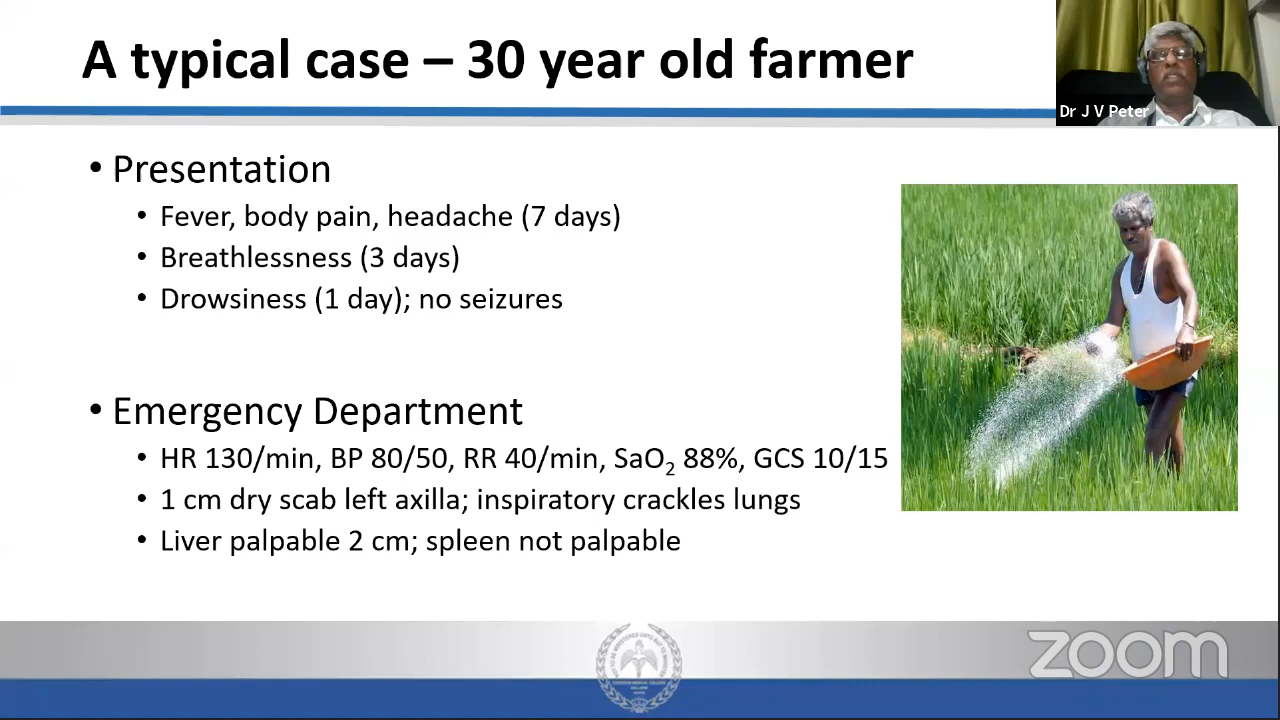 A typical case – 30 year old farmer
Dr J V Peter
• Presentation
• Fever, body pain, headache (7 days)
• Breathlessness (3 days)
• Drowsiness (1 day); no seizures
• Emergency Department
• HR 130/min, BP 80/50, RR 40/min, SaO₂ 88%, GCS 10/15
• 1 cm dry scab left axilla; inspiratory crackles lungs
• Liver palpable 2 cm; spleen not palpable
zoom